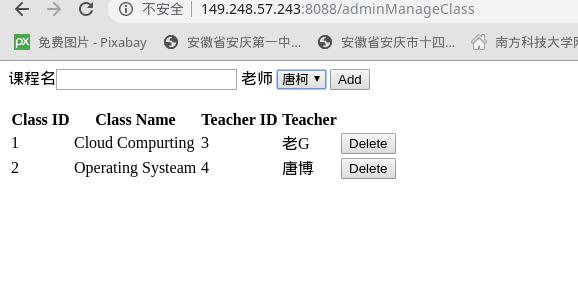 不安全 149.248.57.243:8088/adminManageClass
免费图片 - Pixabay 安徽省安庆第一中... 安徽省安庆市十四... 南方科技大学
课程名 老师 唐柯 Add
Class ID Class Name Teacher ID Teacher
1 Cloud Compurting 3 老G Delete
2 Operating Systeam 4 唐博 Delete